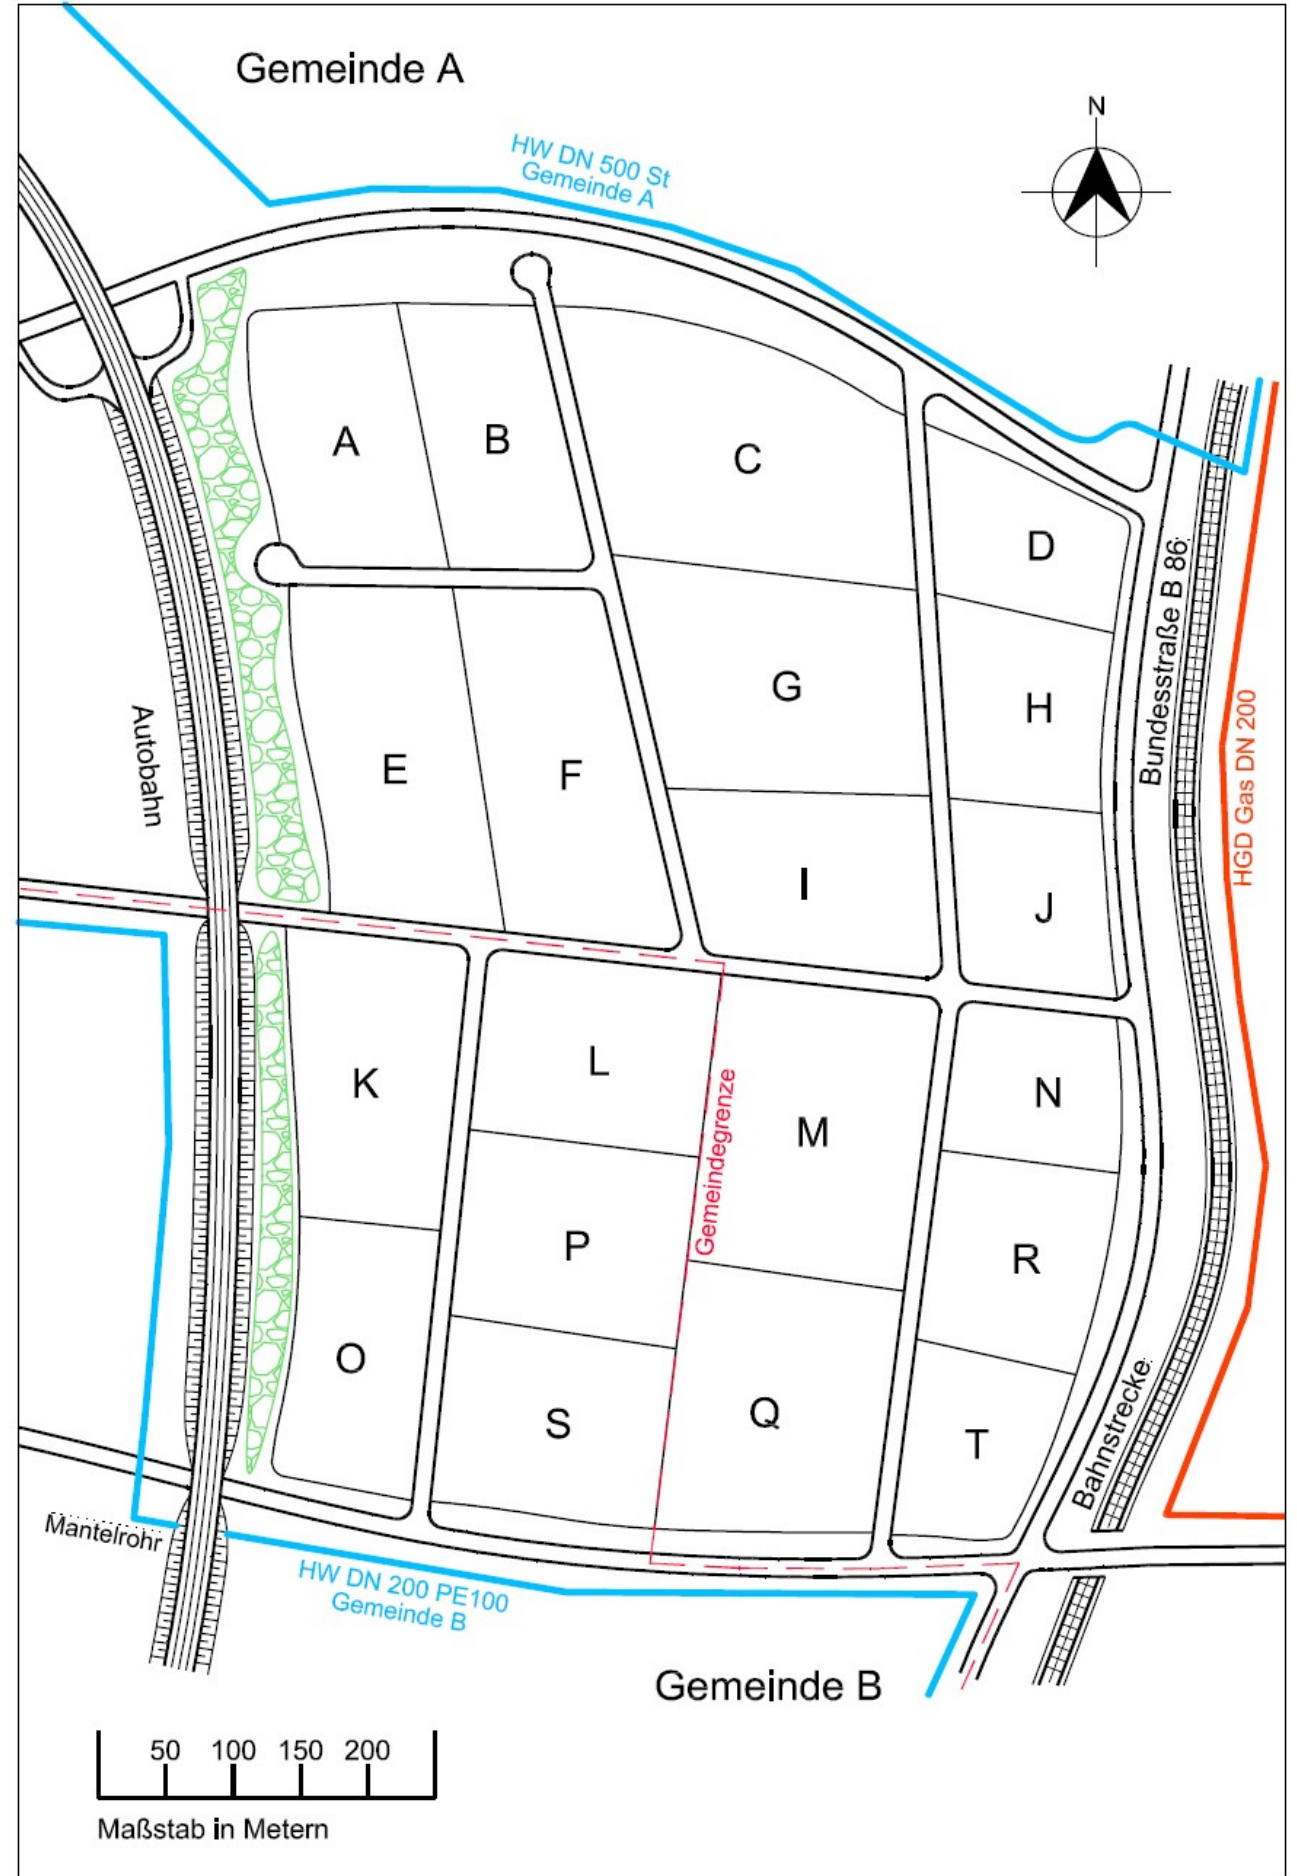 Gemeinde A
N
HW DN 500 St
Gemeinde A
A
B
C
D
Bundesstraße B 86
G
H
Autobahn
E
F
HGD Gas DN 200
I
J
K
L
Gemeindegrenze
M
N
P
R
O
S
Q
T
Bahnstrecke
Mantelrohr
HW DN 200 PE100
Gemeinde B
Gemeinde B
50 100 150 200
Maßstab in Metern